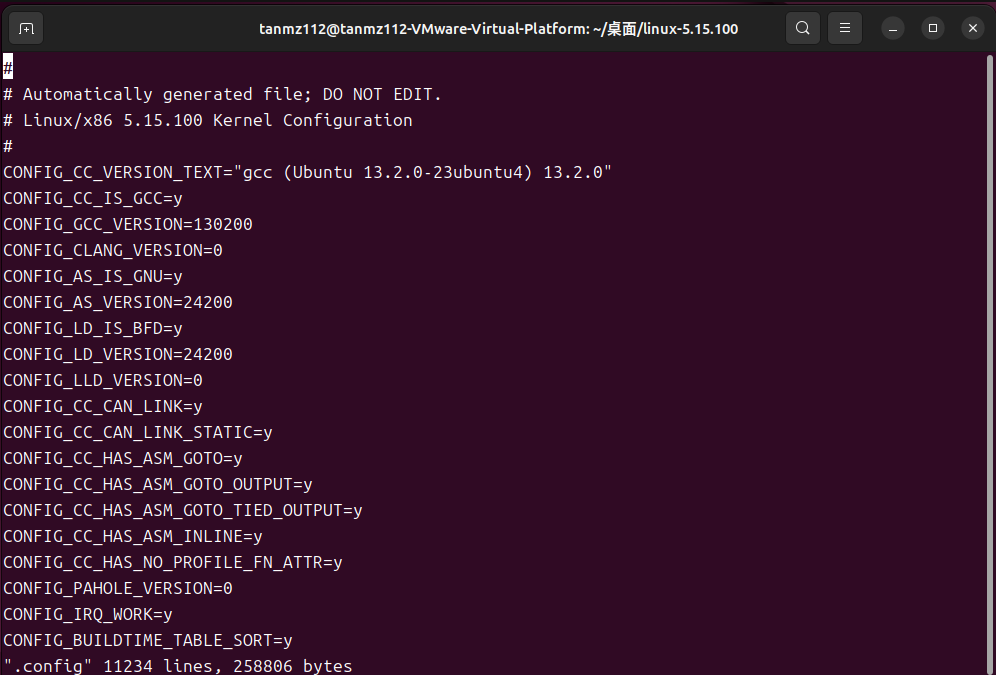 tanmz112@tanmz112-VMware-Virtual-Platform: ~/桌面/linux-5.15.100
#
# Automatically generated file; DO NOT EDIT.
# Linux/x86 5.15.100 Kernel Configuration
#
CONFIG_CC_VERSION_TEXT="gcc (Ubuntu 13.2.0-23ubuntu4) 13.2.0"
CONFIG_CC_IS_GCC=y
CONFIG_GCC_VERSION=130200
CONFIG_CLANG_VERSION=0
CONFIG_AS_IS_GNU=y
CONFIG_AS_VERSION=24200
CONFIG_LD_IS_BFD=y
CONFIG_LD_VERSION=24200
CONFIG_LLD_VERSION=0
CONFIG_CC_CAN_LINK=y
CONFIG_CC_CAN_LINK_STATIC=y
CONFIG_CC_HAS_ASM_GOTO=y
CONFIG_CC_HAS_ASM_GOTO_OUTPUT=y
CONFIG_CC_HAS_ASM_GOTO_TIED_OUTPUT=y
CONFIG_CC_HAS_ASM_INLINE=y
CONFIG_CC_HAS_NO_PROFILE_FN_ATTR=y
CONFIG_PAHOLE_VERSION=0
CONFIG_IRQ_WORK=y
CONFIG_BUILDTIME_TABLE_SORT=y
".config" 11234 lines, 258806 bytes